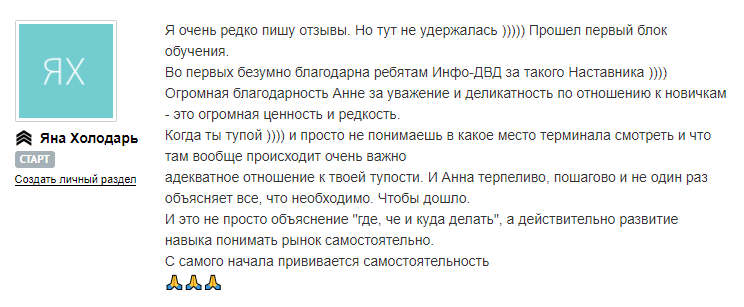 ЯХ
Яна Холодарь
СТАРТ
Создать личный раздел
Я очень редко пишу отзывы. Но тут не удержалась ))))) Прошел первый блок
обучения.
Во первых безумно благодарна ребятам Инфо-ДВД за такого Наставника ))))
Огромная благодарность Анне за уважение и деликатность по отношению к новичкам
- это огромная ценность и редкость.
Когда ты тупой )))) и просто не понимаешь в какое место терминала смотреть и что
там вообще происходит очень важно
адекватное отношение к твоей тупости. И Анна терпеливо, пошагово и не один раз
объясняет все, что необходимо. Чтобы дошло.
И это не просто объяснение "где, че и куда делать", а действительно развитие
навыка понимать рынок самостоятельно.
С самого начала прививается самостоятельность
🙏🙏🙏